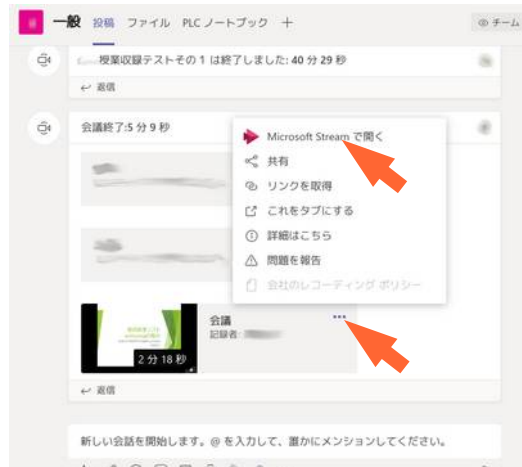 一般 投稿 ファイル PLC ノートブック +
チーム
授業収録テストその 1 は終了しました: 40 分 29 秒
返信
会議終了:5 分 9 秒
Microsoft Stream で開く
共有
リンクを取得
これをタブにする
詳細はこちら
問題を報告
会社のレコーディング ポリシー
会議
記録者:
2 分 18 秒
返信
新しい会話を開始します。@ を入力して、誰かにメンションしてください。